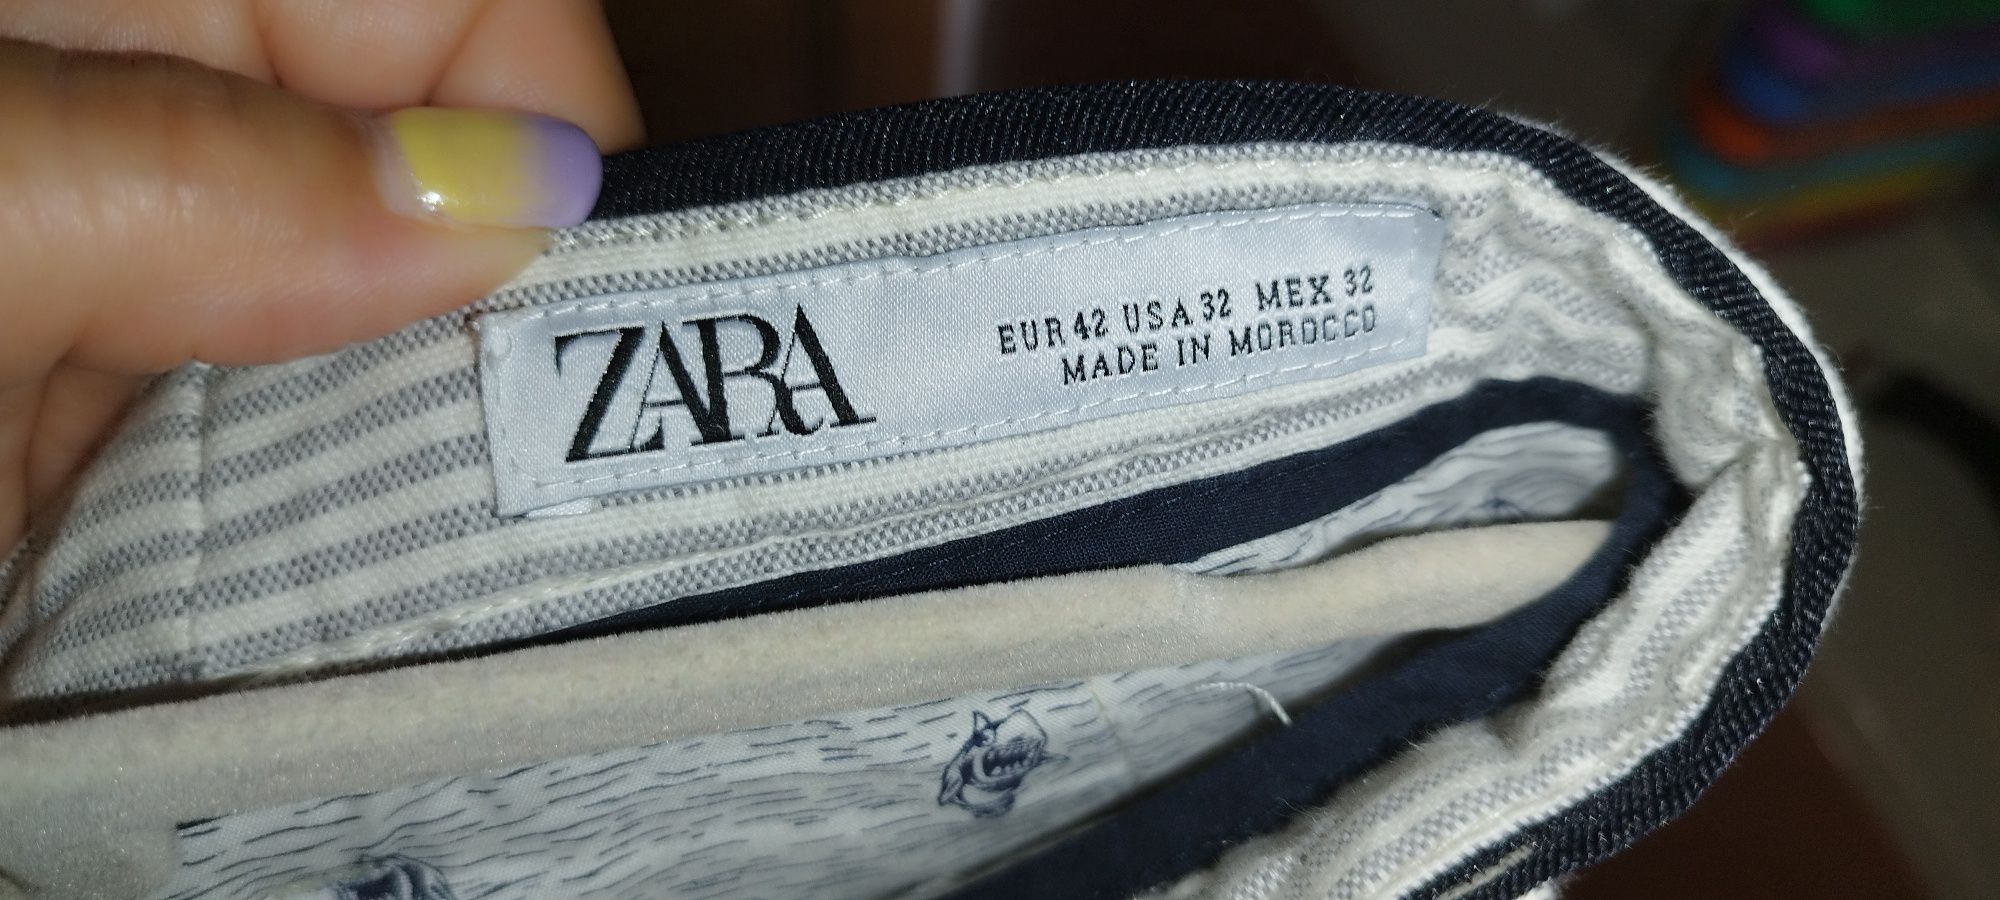 ZARA
EUR 42 USA 32 MEX 32
MADE IN MOROCCO